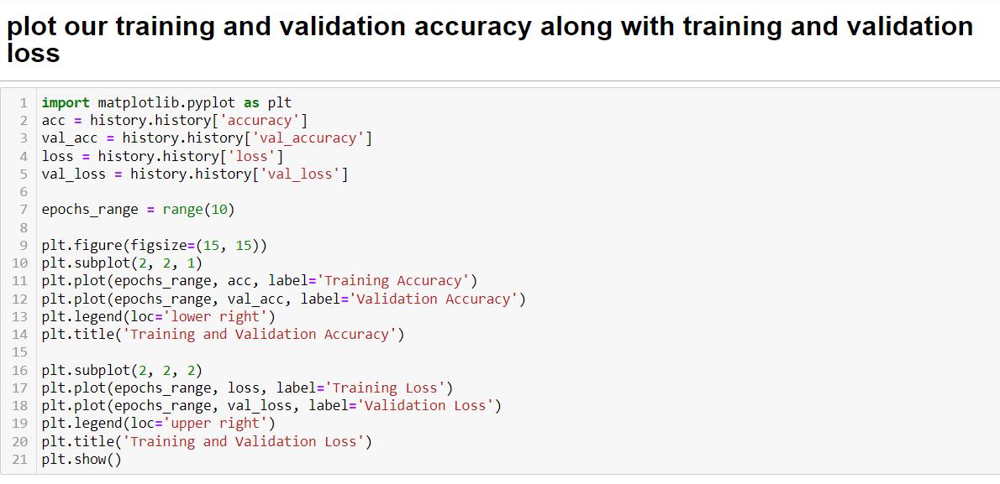 plot our training and validation accuracy along with training and validation
loss
1 import matplotlib.pyplot as plt
2 acc = history.history['accuracy']
3 val_acc = history.history['val_accuracy']
4 loss = history.history['loss']
5 val_loss = history.history['val_loss']
6
7 epochs_range = range(10)
8
9 plt.figure(figsize=(15, 15))
10 plt.subplot(2, 2, 1)
11 plt.plot(epochs_range, acc, label='Training Accuracy')
12 plt.plot(epochs_range, val_acc, label='Validation Accuracy')
13 plt.legend(loc='lower right')
14 plt.title('Training and Validation Accuracy')
15
16 plt.subplot(2, 2, 2)
17 plt.plot(epochs_range, loss, label='Training Loss')
18 plt.plot(epochs_range, val_loss, label='Validation Loss')
19 plt.legend(loc='upper right')
20 plt.title('Training and Validation Loss')
21 plt.show()